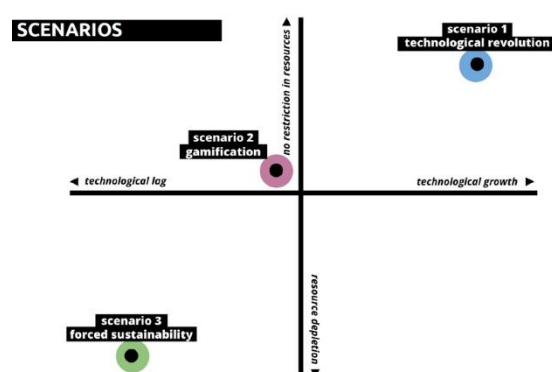 SCENARIOS
scenario 1
technological revolution
no restriction in resources
scenario 2
gamification
technological lag
technological growth
resource depletion
scenario 3
forced sustainability